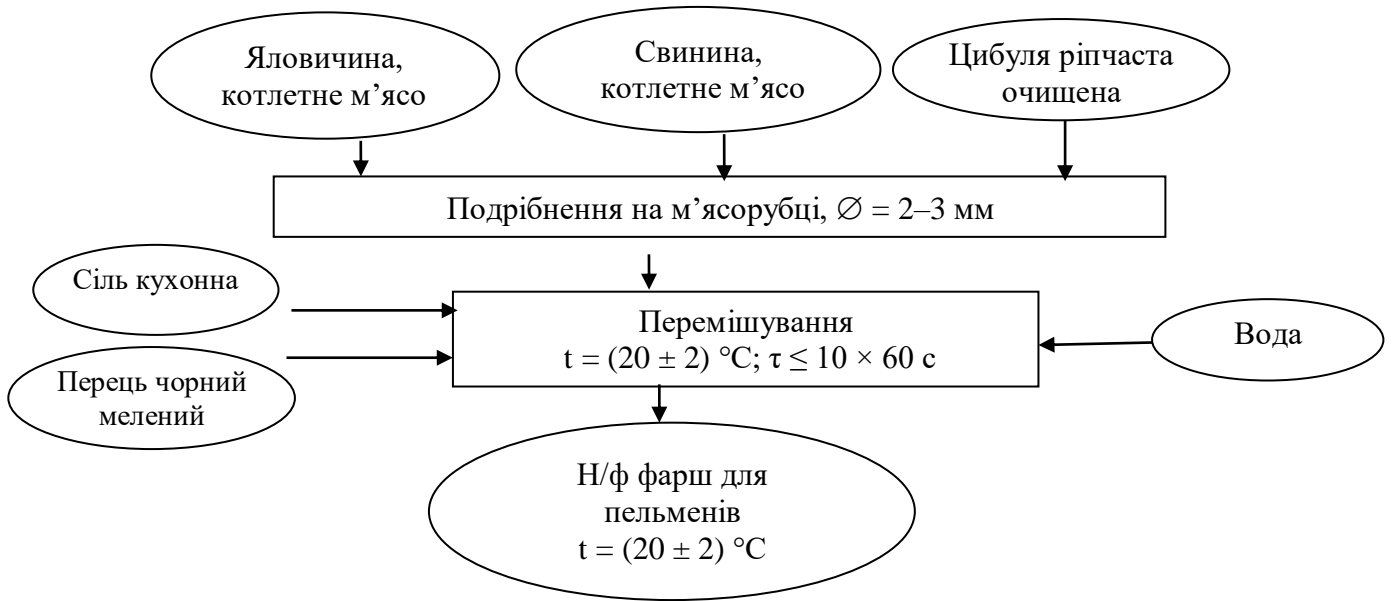 Яловичина,
котлетне м’ясо
Свинина,
котлетне м’ясо
Цибуля ріпчаста
очищена
Подрібнення на м’ясорубці, ∅ = 2–3 мм
Сіль кухонна
Перемішування
t = (20 ± 2) °С; τ ≤ 10 × 60 с
Вода
Перець чорний
мелений
Н/ф фарш для
пельменів
t = (20 ± 2) °С